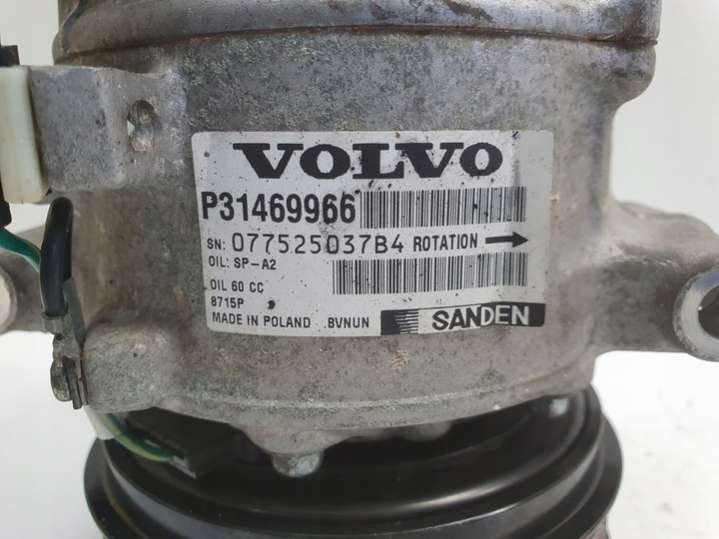 VOLVO
P31469966
SN: 077525037B4 ROTATION
OIL: SP-A2
OIL 60 CC
8715P
MADE IN POLAND .BVNUN SANDEN